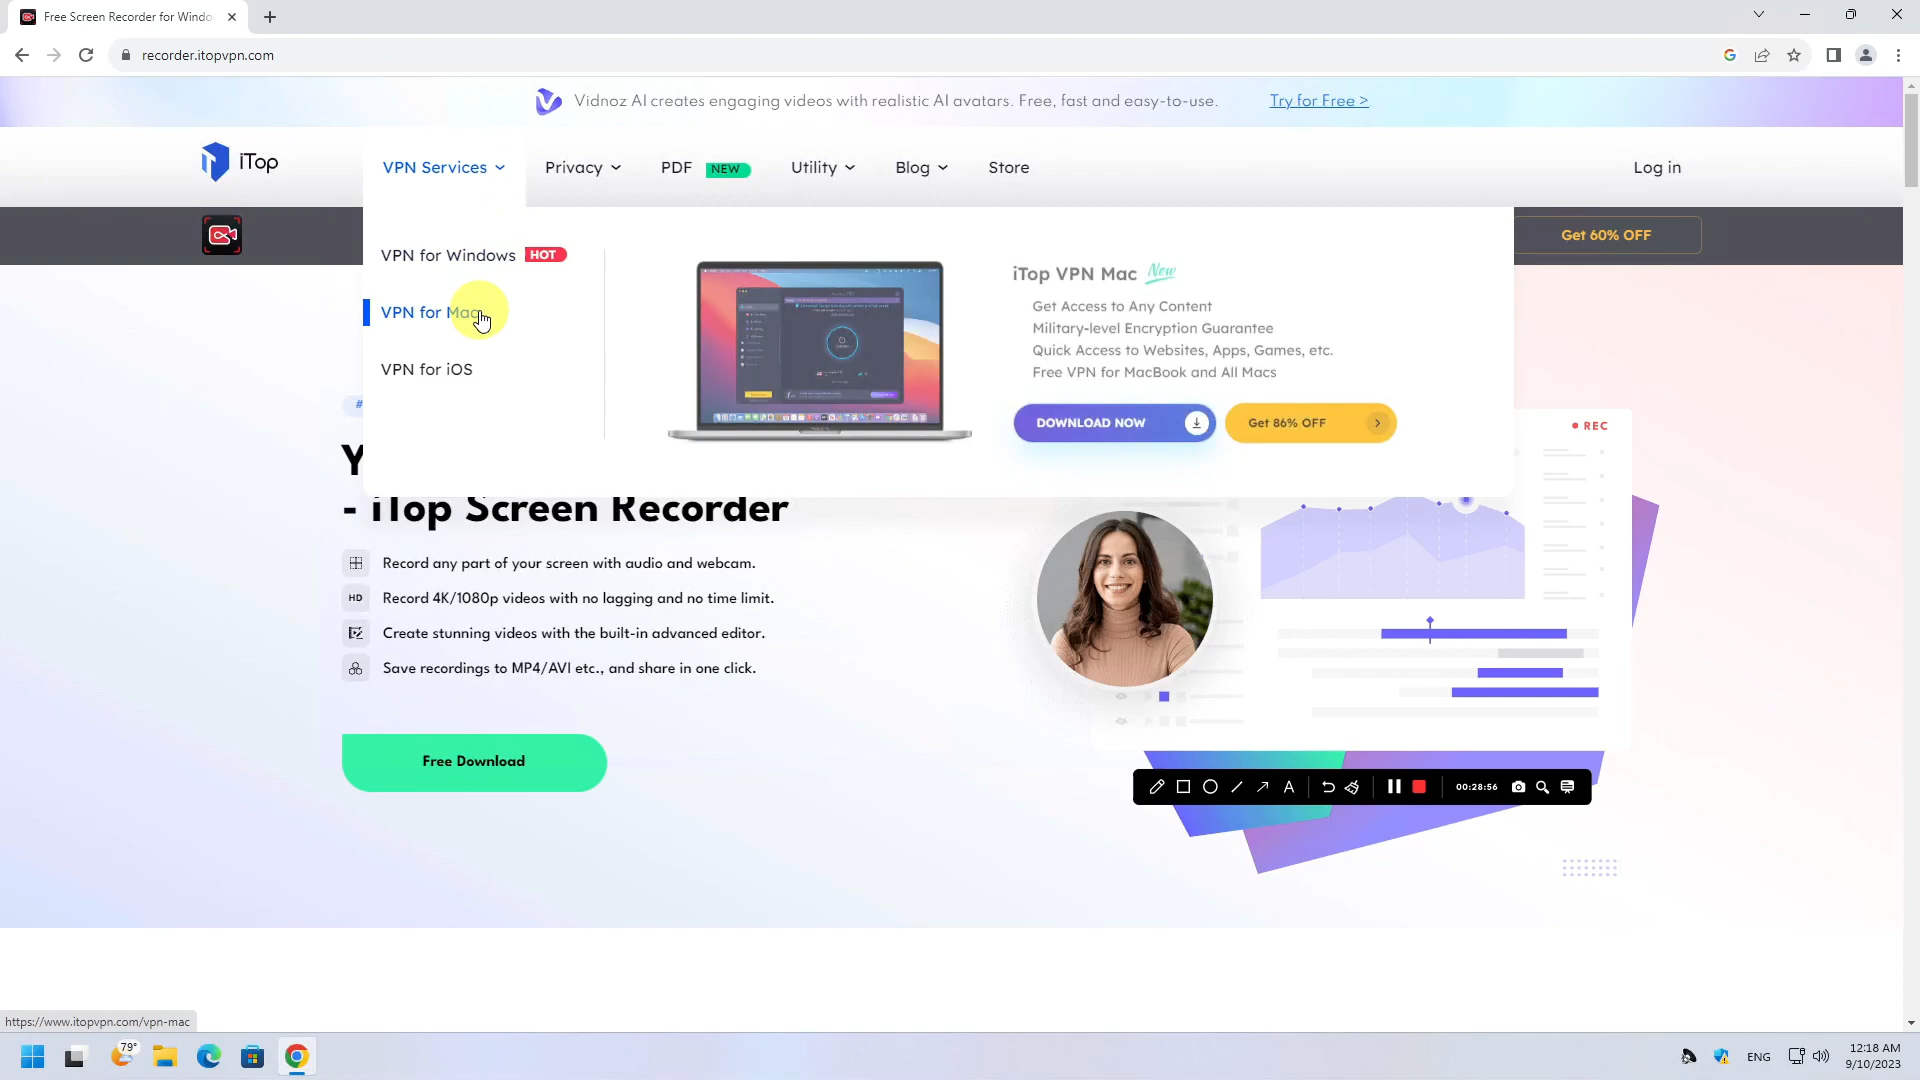 Free Screen Recorder for Windo
recorder.itopvpn.com
Vidnoz AI creates engaging videos with realistic AI avatars. Free, fast and easy-to-use. Try for Free >
iTop
VPN Services
Privacy
PDF NEW
Utility
Blog
Store
Log in
Get 60% OFF
VPN for Windows HOT
VPN for Mac
VPN for iOS
iTop VPN Mac New
Get Access to Any Content
Military-level Encryption Guarantee
Quick Access to Websites, Apps, Games, etc.
Free VPN for MacBook and All Macs
DOWNLOAD NOW
Get 86% OFF
#
REC
Y
- iTop Screen Recorder
Record any part of your screen with audio and webcam.
HD Record 4K/1080p videos with no lagging and no time limit.
Create stunning videos with the built-in advanced editor.
Save recordings to MP4/AVI etc., and share in one click.
Free Download
A
00:28:56
https://www.itopvpn.com/vpn-mac
79°
ENG
12:18 AM
9/10/2023